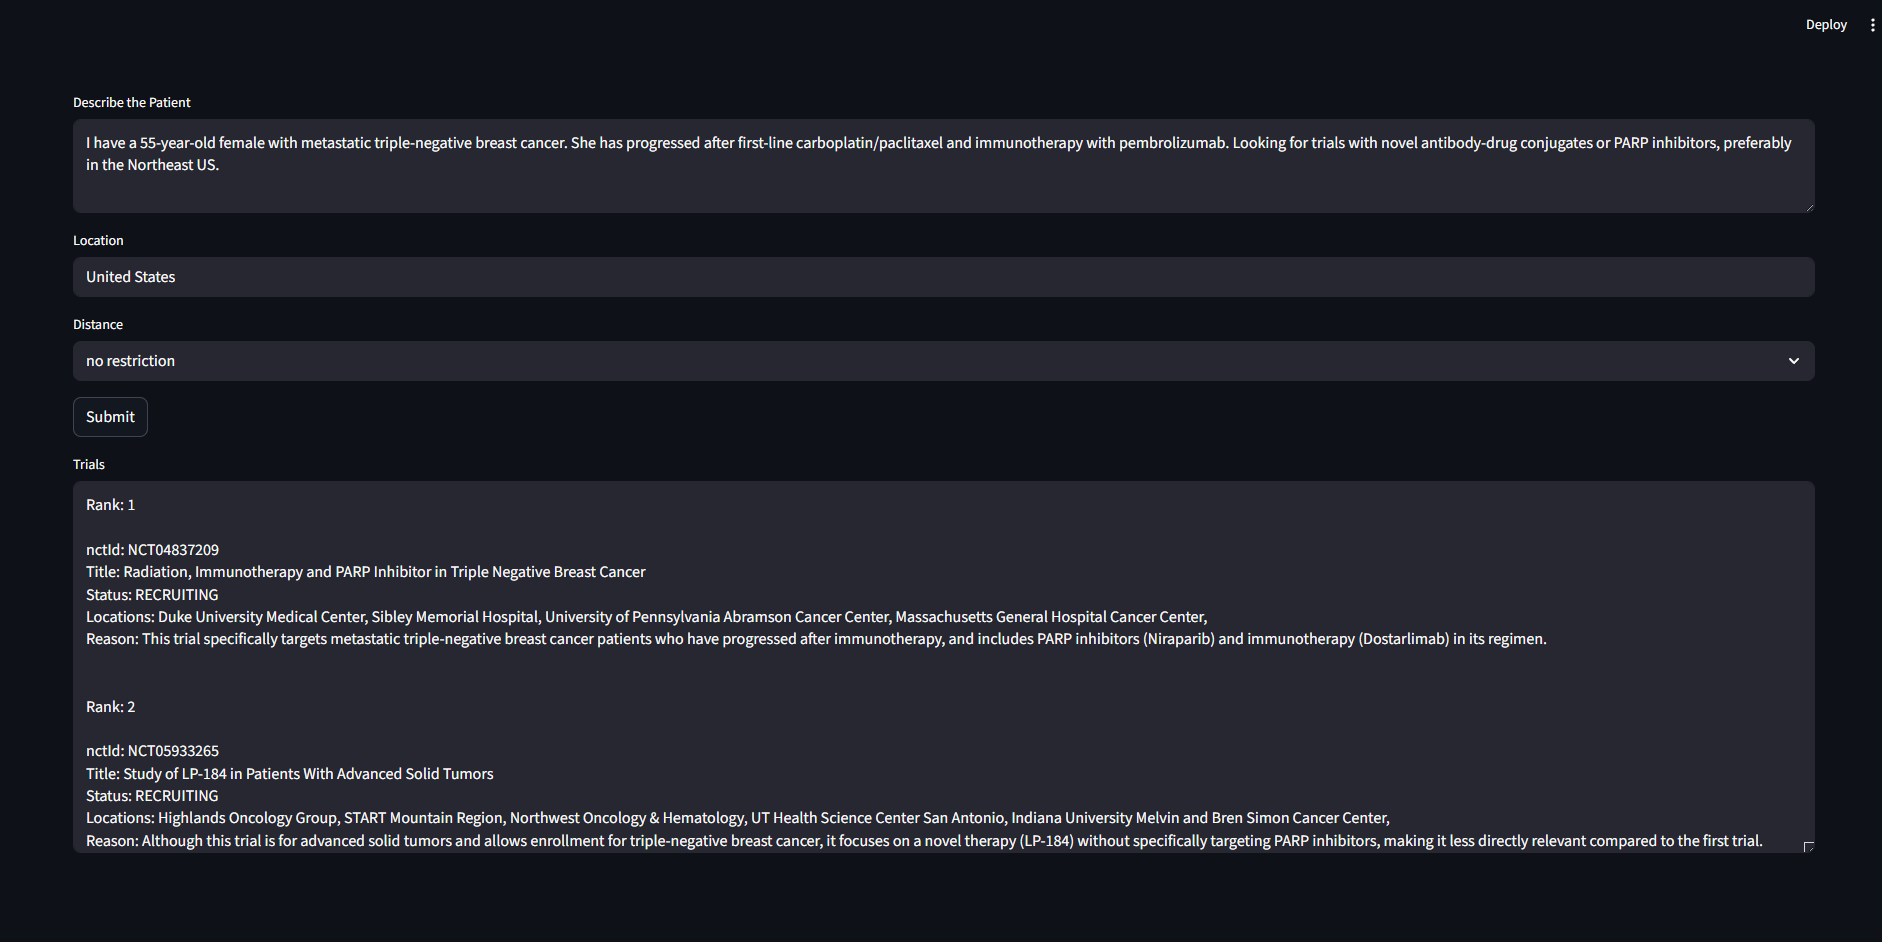 Deploy
Describe the Patient
I have a 55-year-old female with metastatic triple-negative breast cancer. She has progressed after first-line carboplatin/paclitaxel and immunotherapy with pembrolizumab. Looking for trials with novel antibody-drug conjugates or PARP inhibitors, preferably
in the Northeast US.
Location
United States
Distance
no restriction
Submit
Trials
Rank: 1
nctId: NCT04837209
Title: Radiation, Immunotherapy and PARP Inhibitor in Triple Negative Breast Cancer
Status: RECRUITING
Locations: Duke University Medical Center, Sibley Memorial Hospital, University of Pennsylvania Abramson Cancer Center, Massachusetts General Hospital Cancer Center,
Reason: This trial specifically targets metastatic triple-negative breast cancer patients who have progressed after immunotherapy, and includes PARP inhibitors (Niraparib) and immunotherapy (Dostarlimab) in its regimen.
Rank: 2
nctId: NCT05933265
Title: Study of LP-184 in Patients With Advanced Solid Tumors
Status: RECRUITING
Locations: Highlands Oncology Group, START Mountain Region, Northwest Oncology & Hematology, UT Health Science Center San Antonio, Indiana University Melvin and Bren Simon Cancer Center,
Reason: Although this trial is for advanced solid tumors and allows enrollment for triple-negative breast cancer, it focuses on a novel therapy (LP-184) without specifically targeting PARP inhibitors, making it less directly relevant compared to the first trial.